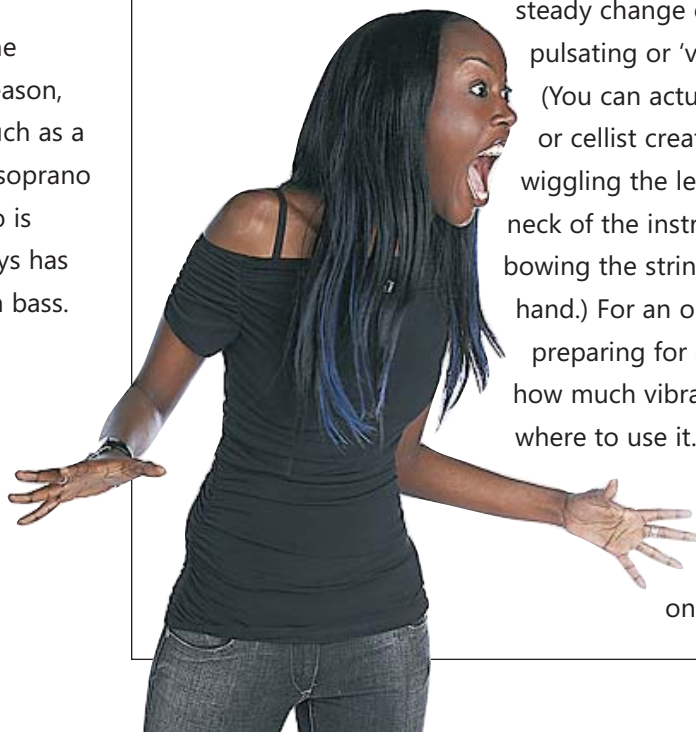 eason,
uch as a
soprano
o is
ys has
bass.
steady change
pulsating or ‘v
(You can actu
or cellist creat
wiggling the le
neck of the instr
bowing the strin
hand.) For an o
preparing for
how much vibra
where to use it.
on